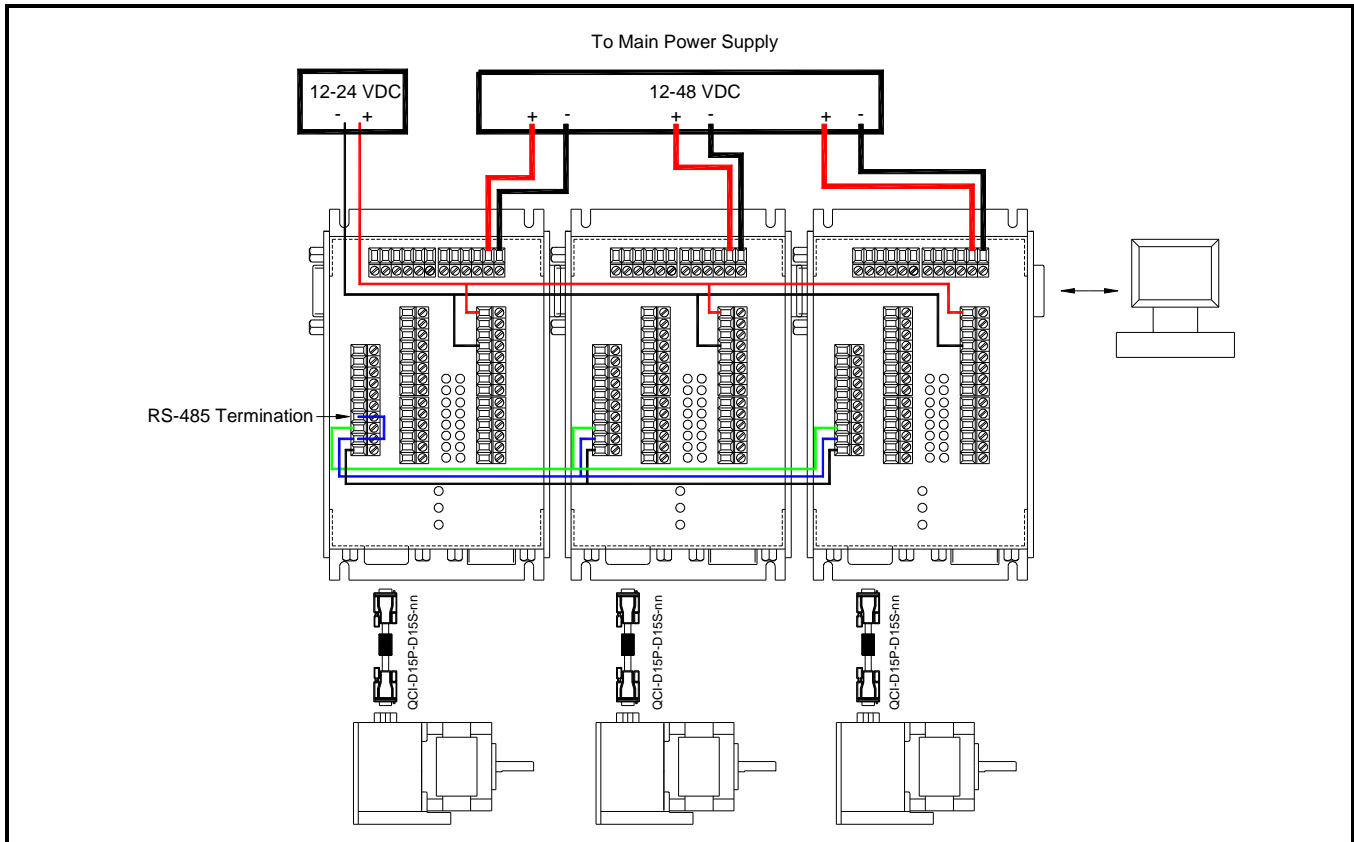 To Main Power Supply
12-24 VDC
- +
12-48 VDC
+ - + - + -
RS-485 Termination
QCI-D15P-D15S-nn
QCI-D15P-D15S-nn
QCI-D15P-D15S-nn